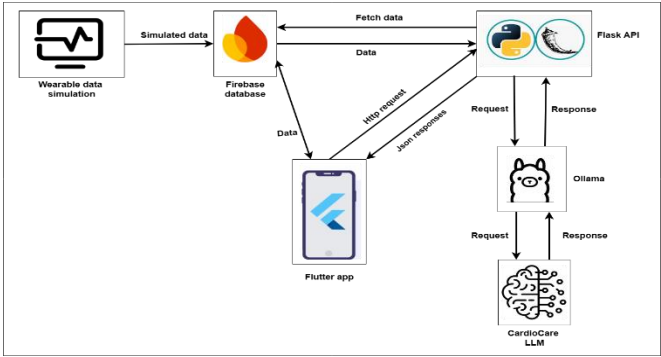 Simulated data
Fetch data
Data
Flask API
Wearable data
simulation
Firebase
database
Data
Http request
Json responses
Request
Response
Ollama
Flutter app
Request
Response
CardioCare
LLM